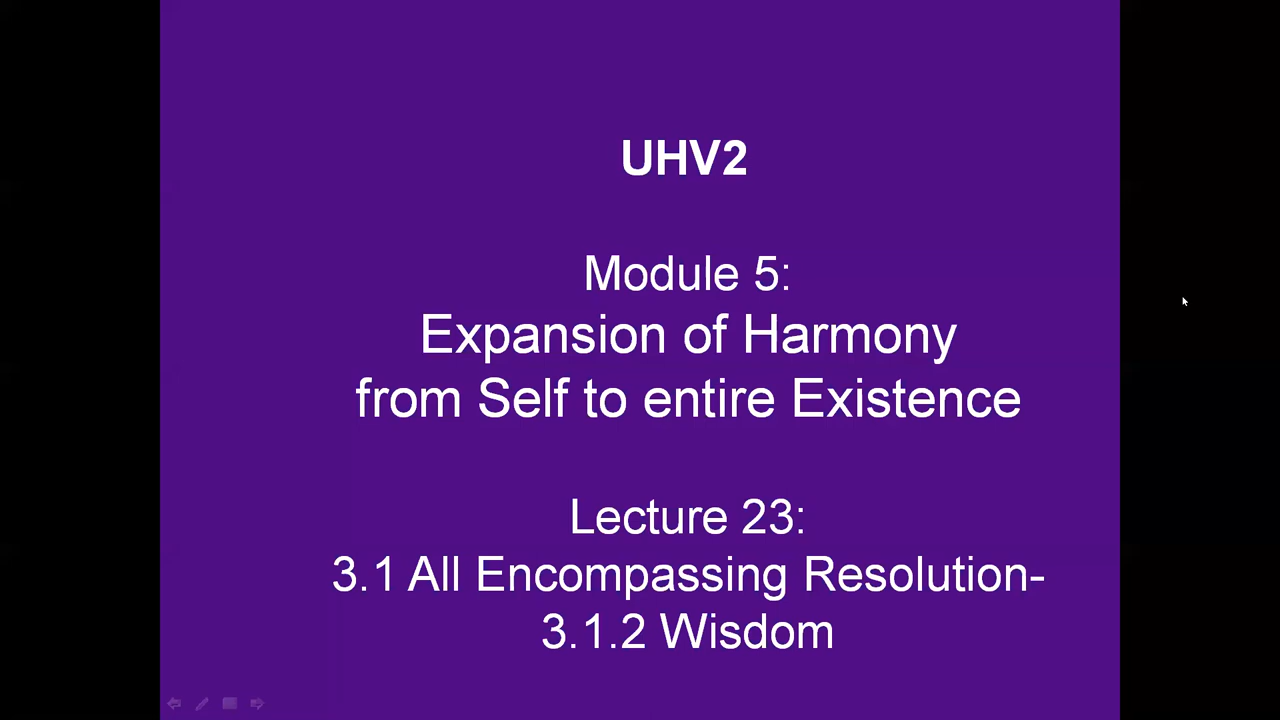 UHV2
Module 5:
Expansion of Harmony
from Self to entire Existence
Lecture 23:
3.1 All Encompassing Resolution-
3.1.2 Wisdom